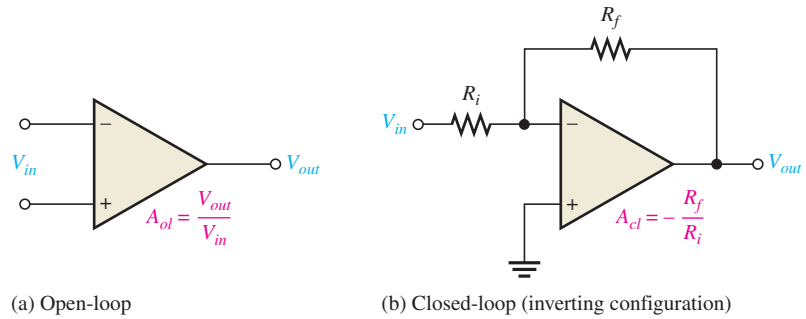 V_in
−
+
V_out
A_ol = V_out / V_in
(a) Open-loop
R_f
R_i
V_in
−
+
V_out
A_cl = − R_f / R_i
(b) Closed-loop (inverting configuration)